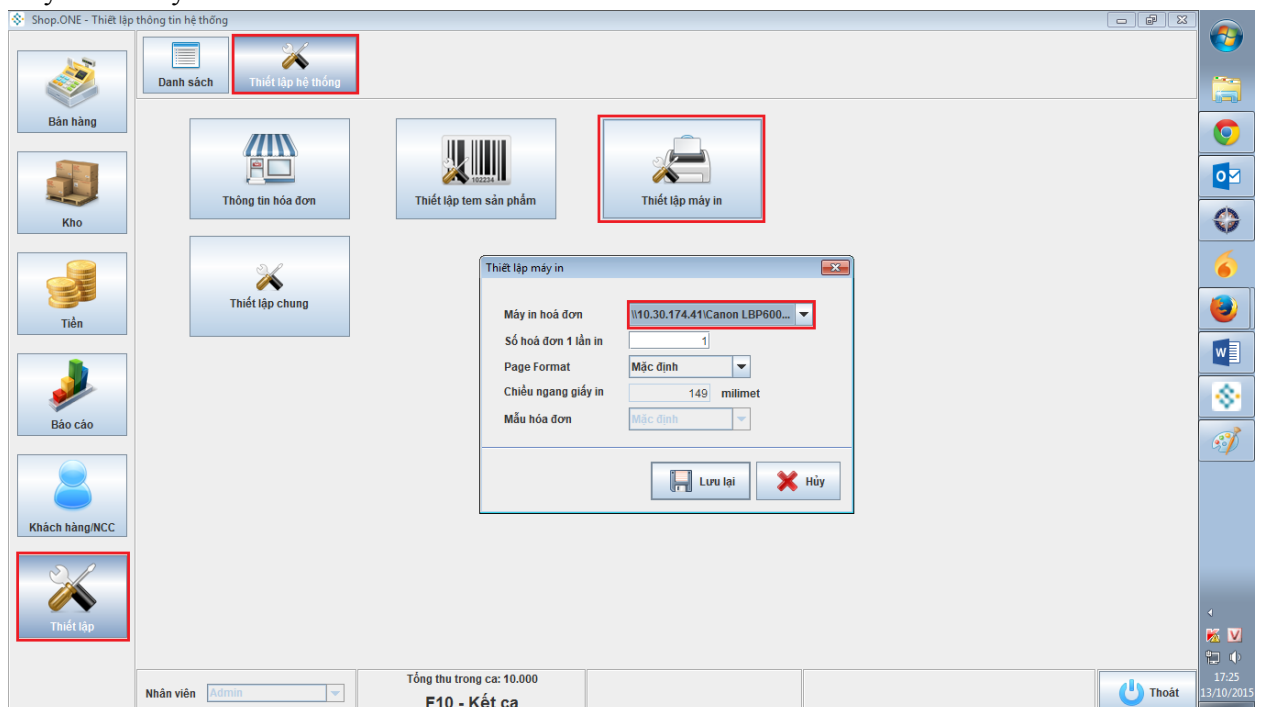 Shop.ONE - Thiết lập thông tin hệ thống
Danh sách
Thiết lập hệ thống
Bán hàng
Kho
Tiền
Báo cáo
Khách hàng/NCC
Thiết lập
Thông tin hóa đơn
102234
Thiết lập tem sản phẩm
Thiết lập máy in
Thiết lập chung
Thiết lập máy in
Máy in hoá đơn
\\10.30.174.41\Canon LBP600...
Số hoá đơn 1 lần in
1
Page Format
Mặc định
Chiều ngang giấy in
149 milimet
Mẫu hóa đơn
Mặc định
Lưu lại
Hủy
Nhân viên
Admin
Tổng thu trong ca: 10.000
F10 - Kết ca
Thoát
17:25
13/10/2015